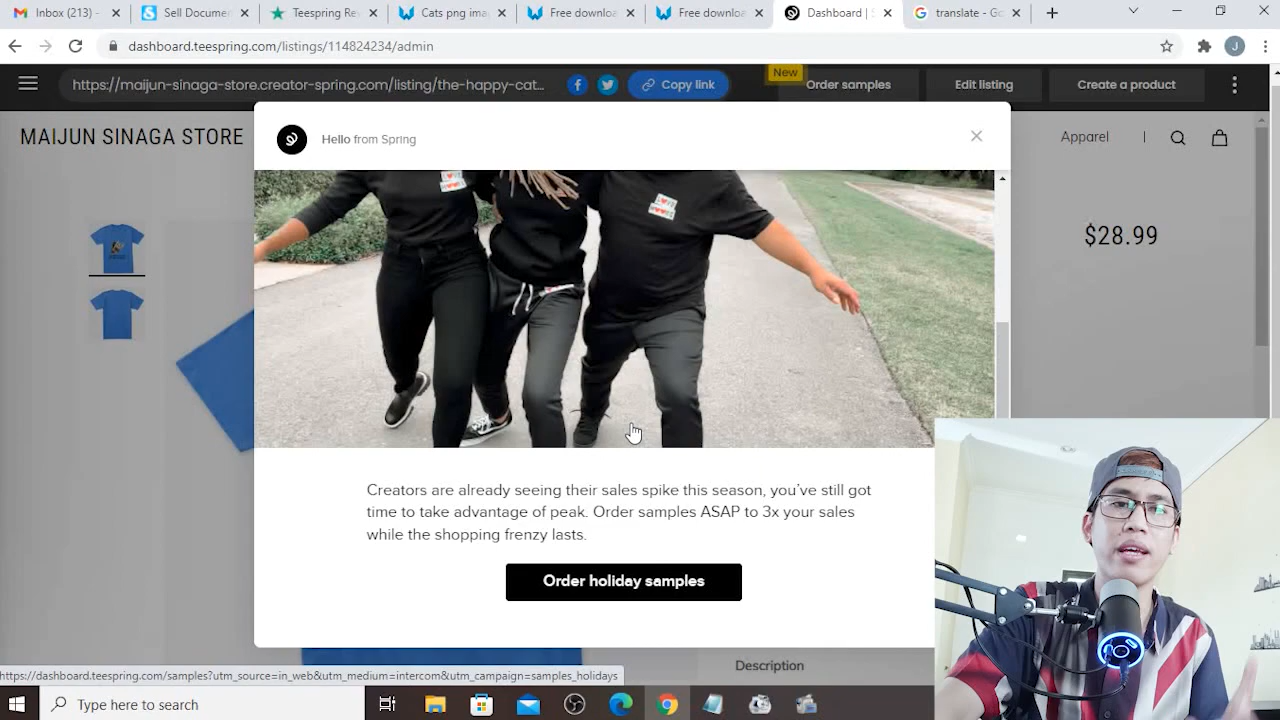 Inbox (213) -
Sell Documen
Teespring Rev
Cats png ima
Free downloa
Free downloa
Dashboard | S
translate - Go
dashboard.teespring.com/listings/114824234/admin
J
https://maijun-sinaga-store.creator-spring.com/listing/the-happy-cat...
Copy link
New
Order samples
Edit listing
Create a product
MAIJUN SINAGA STORE
Hello from Spring
Apparel
$28.99
Creators are already seeing their sales spike this season, you've still got
time to take advantage of peak. Order samples ASAP to 3x your sales
while the shopping frenzy lasts.
Order holiday samples
Description
https://dashboard.teespring.com/samples?utm_source=in_web&utm_medium=intercom&utm_campaign=samples_holidays
Type here to search